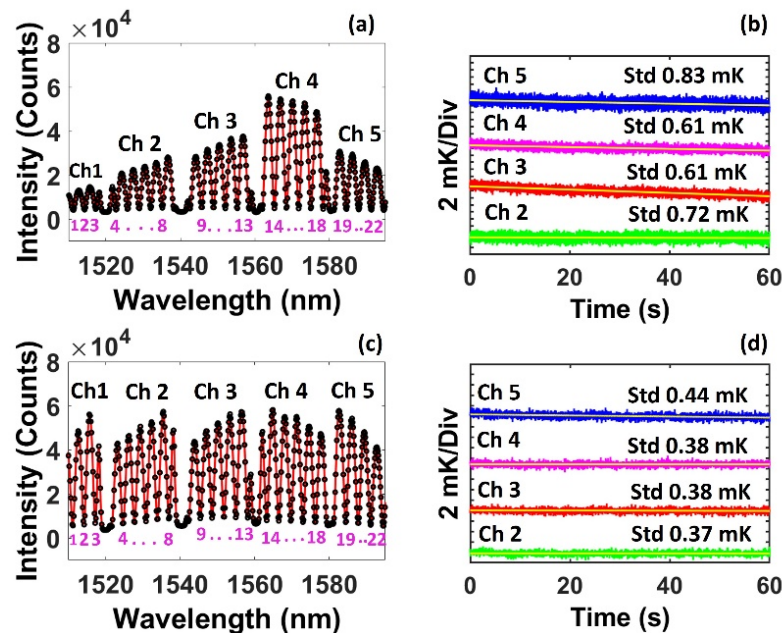 (a)
×10⁴
8
6
4
2
0
Intensity (Counts)
Ch1
Ch 2
Ch 3
Ch 4
Ch 5
123 4 . . . 8 9...13 14...18 19..22
1520 1540 1560 1580
Wavelength (nm)
(b)
2 mK/Div
Ch 5 Std 0.83 mK
Ch 4 Std 0.61 mK
Ch 3 Std 0.61 mK
Ch 2 Std 0.72 mK
0 20 40 60
Time (s)
(c)
×10⁴
8
6
4
2
0
Intensity (Counts)
Ch1 Ch 2 Ch 3 Ch 4 Ch 5
123 4 . . . 8 9...13 14...18 19..22
1520 1540 1560 1580
Wavelength (nm)
(d)
2 mK/Div
Ch 5 Std 0.44 mK
Ch 4 Std 0.38 mK
Ch 3 Std 0.38 mK
Ch 2 Std 0.37 mK
0 20 40 60
Time (s)